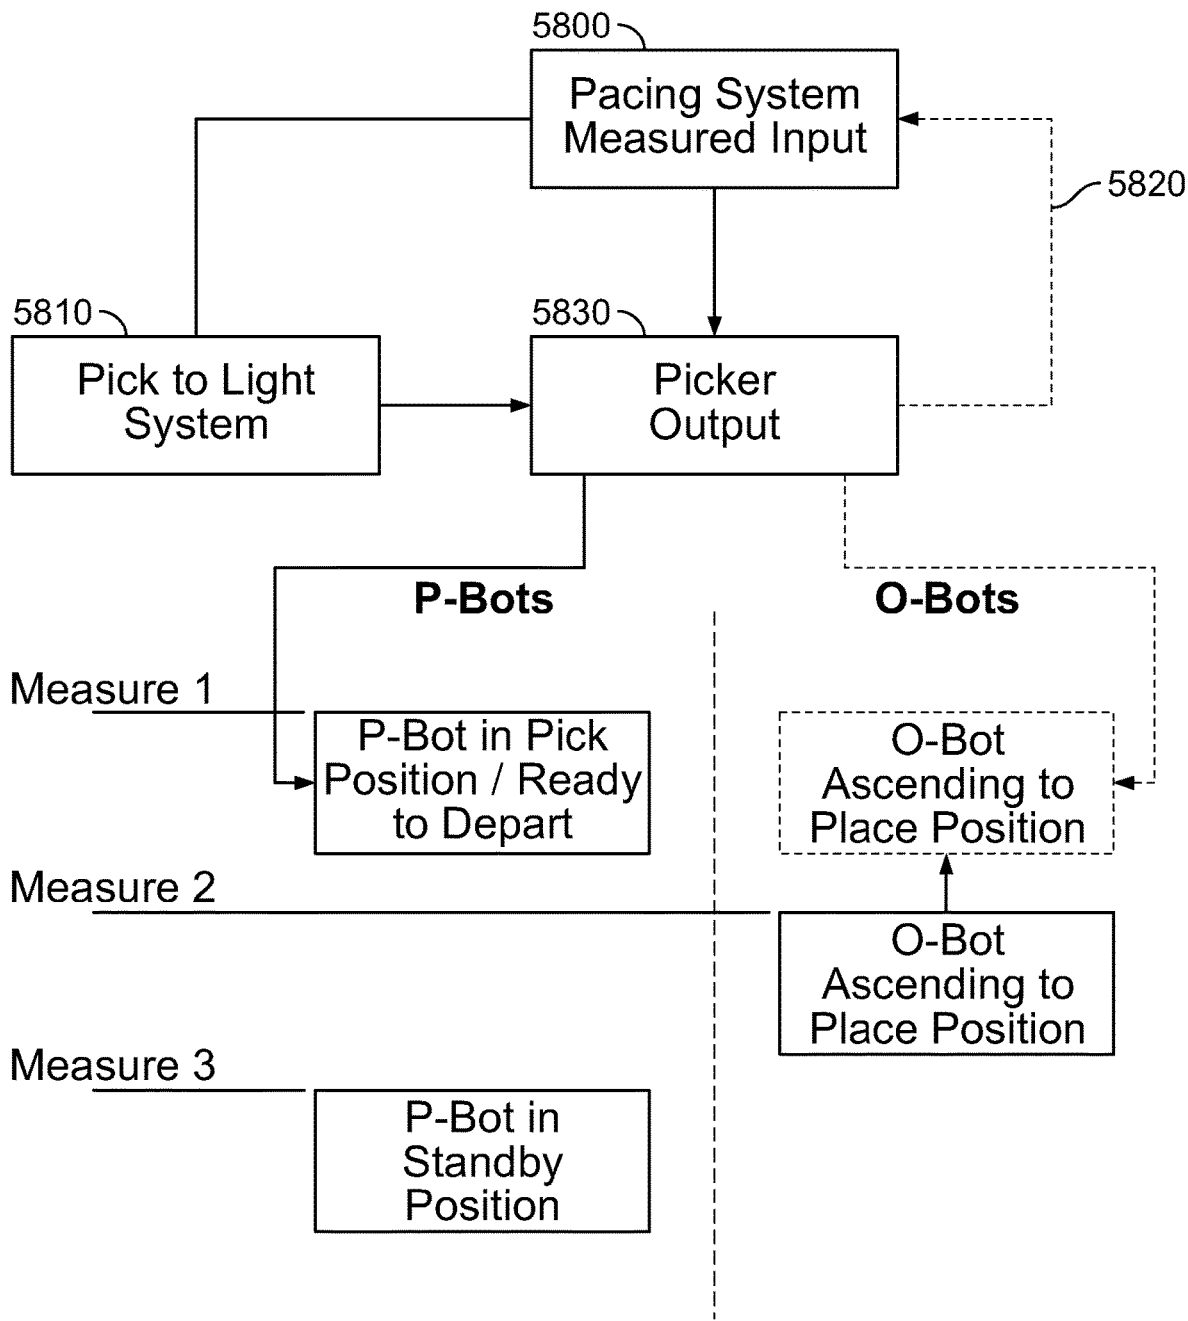 5800
Pacing System
Measured Input
5820
5810
Pick to Light
System
5830
Picker
Output
P-Bots
O-Bots
Measure 1
P-Bot in Pick
Position / Ready
to Depart
O-Bot
Ascending to
Place Position
Measure 2
O-Bot
Ascending to
Place Position
Measure 3
P-Bot in
Standby
Position